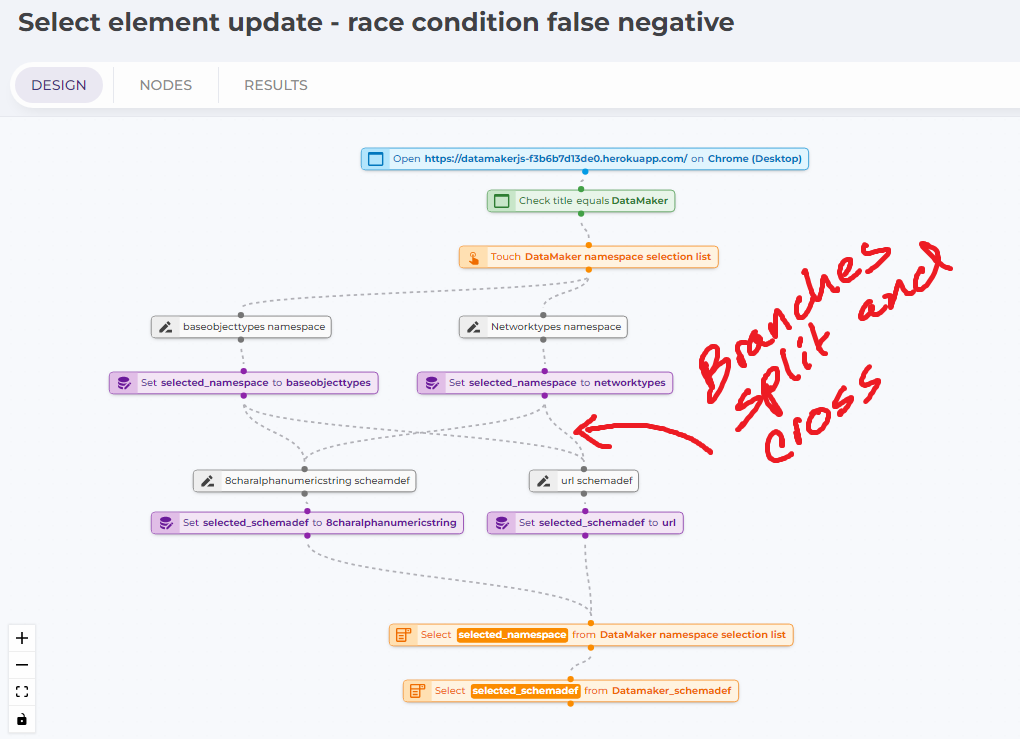 Select element update - race condition false negative
DESIGN
NODES
RESULTS
Open https://datamakerjs-f3b6b7d13de0.herokuapp.com/ on Chrome (Desktop)
Check title equals DataMaker
Touch DataMaker namespace selection list
baseobjecttypes namespace
Networktypes namespace
Set selected_namespace to baseobjecttypes
Set selected_namespace to networktypes
Branches
split and
cross
8charalphanumericstring scheamdef
url schemadef
Set selected_schemadef to 8charalphanumericstring
Set selected_schemadef to url
Select selected_namespace from DataMaker namespace selection list
Select selected_schemadef from Datamaker_schemadef